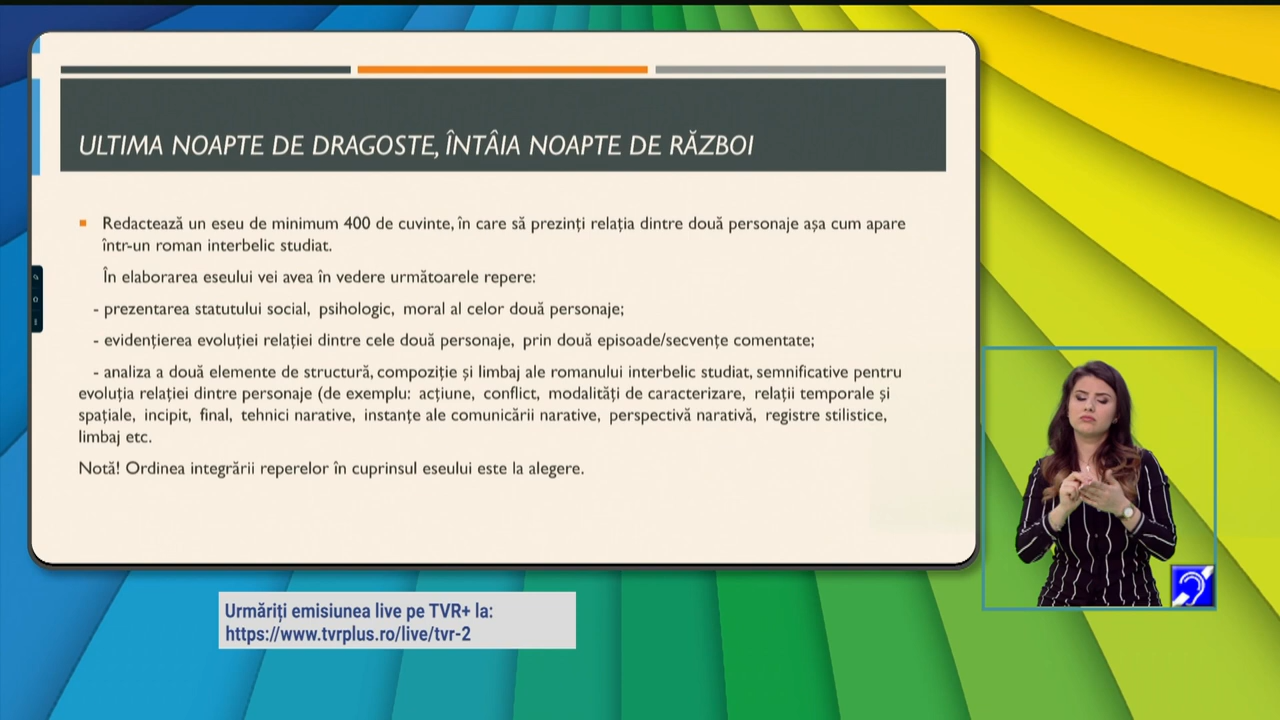 ULTIMA NOAPTE DE DRAGOSTE, ÎNTÂIA NOAPTE DE RĂZBOI
Redactează un eseu de minimum 400 de cuvinte, în care să prezinți relația dintre două personaje așa cum apare
într-un roman interbelic studiat.
În elaborarea eseului vei avea în vedere următoarele repere:
- prezentarea statutului social, psihologic, moral al celor două personaje;
- evidențierea evoluției relației dintre cele două personaje, prin două episoade/secvențe comentate;
- analiza a două elemente de structură, compoziție și limbaj ale romanului interbelic studiat, semnificative pentru
evoluția relației dintre personaje (de exemplu: acțiune, conflict, modalități de caracterizare, relații temporale și
spațiale, incipit, final, tehnici narative, instanțe ale comunicării narative, perspectivă narativă, registre stilistice,
limbaj etc.
Notă! Ordinea integrării reperelor în cuprinsul eseului este la alegere.
Urmăriți emisiunea live pe TVR+ la:
https://www.tvrplus.ro/live/tvr-2